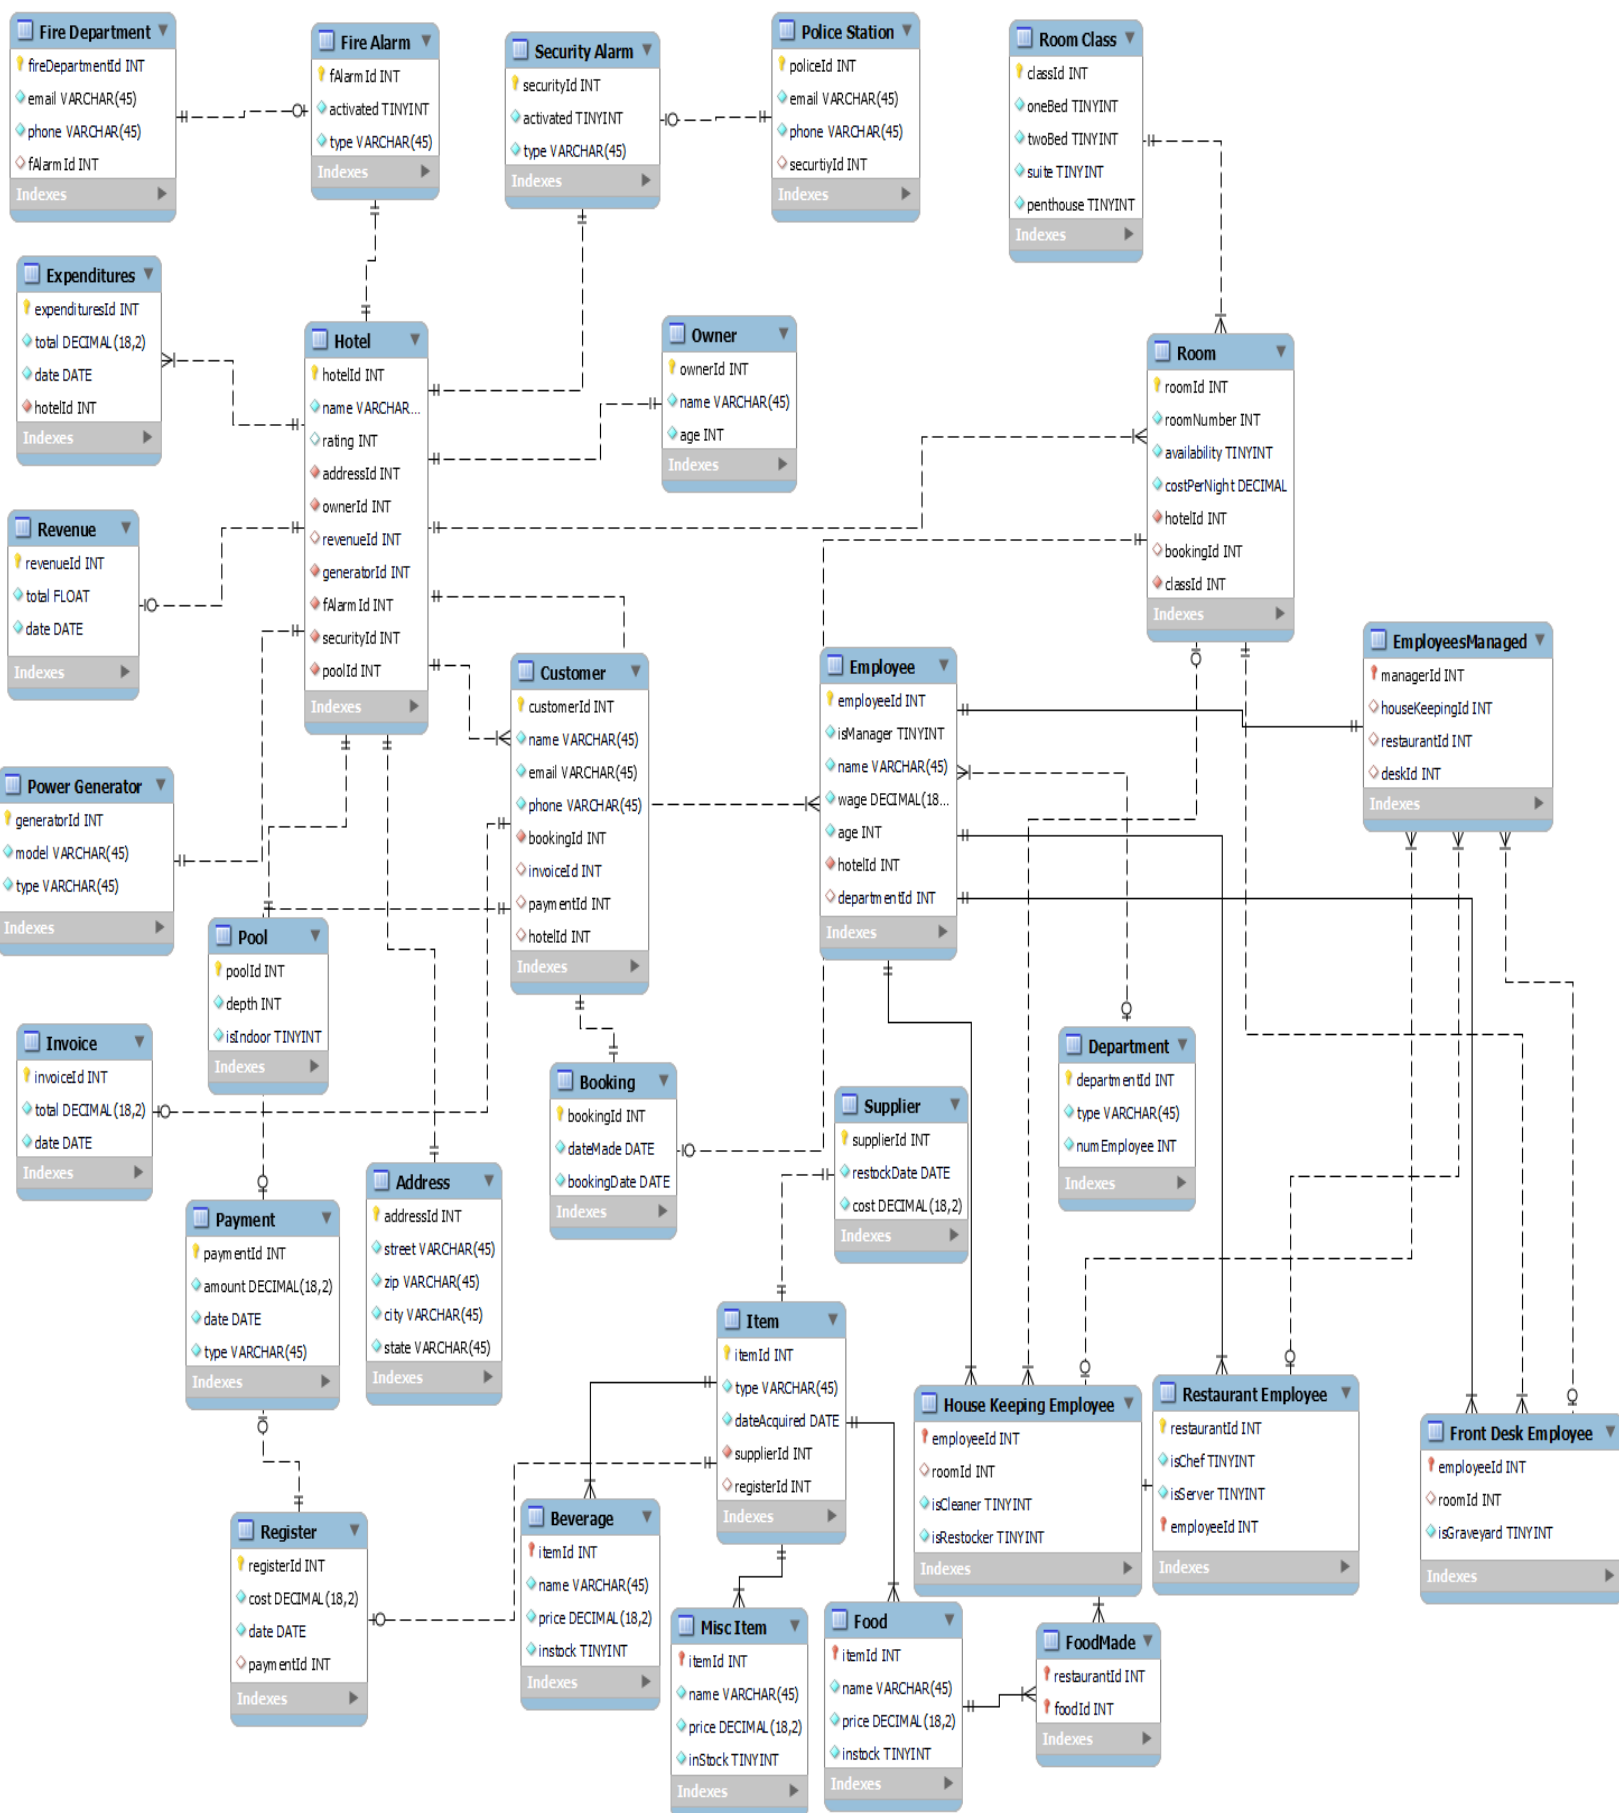 Fire Department
fireDepartmentId INT
email VARCHAR(45)
phone VARCHAR(45)
fAlarmId INT
Indexes
Fire Alarm
fAlarmId INT
activated TINYINT
type VARCHAR(45)
Indexes
Security Alarm
securityId INT
activated TINYINT
type VARCHAR(45)
Indexes
Police Station
policeId INT
email VARCHAR(45)
phone VARCHAR(45)
securtiyId INT
Indexes
Room Class
classId INT
oneBed TINYINT
twoBed TINYINT
suite TINYINT
penthouse TINYINT
Indexes
Expenditures
expendituresId INT
total DECIMAL(18,2)
date DATE
hotelId INT
Indexes
Hotel
hotelId INT
name VARCHAR...
rating INT
addressId INT
ownerId INT
revenueId INT
generatorId INT
fAlarmId INT
securityId INT
poolId INT
Indexes
Owner
ownerId INT
name VARCHAR(45)
age INT
Indexes
Room
roomId INT
roomNumber INT
availability TINYINT
costPerNight DECIMAL
hotelId INT
bookingId INT
classId INT
Indexes
Revenue
revenueId INT
total FLOAT
date DATE
Indexes
Customer
customerId INT
name VARCHAR(45)
email VARCHAR(45)
phone VARCHAR(45)
bookingId INT
invoiceId INT
paymentId INT
hotelId INT
Indexes
Employee
employeeId INT
isManager TINYINT
name VARCHAR(45)
wage DECIMAL(18...
age INT
hotelId INT
departmentId INT
Indexes
EmployeesManaged
managerId INT
houseKeepingId INT
restaurantId INT
deskId INT
Indexes
Power Generator
generatorId INT
model VARCHAR(45)
type VARCHAR(45)
Indexes
Pool
poolId INT
depth INT
isIndoor TINYINT
Indexes
Invoice
invoiceId INT
total DECIMAL(18,2)
date DATE
Indexes
Booking
bookingId INT
dateMade DATE
bookingDate DATE
Indexes
Supplier
supplierId INT
restockDate DATE
cost DECIMAL(18,2)
Indexes
Department
departmentId INT
type VARCHAR(45)
numEmployee INT
Indexes
Payment
paymentId INT
amount DECIMAL(18,2)
date DATE
type VARCHAR(45)
Indexes
Address
addressId INT
street VARCHAR(45)
zip VARCHAR(45)
city VARCHAR(45)
state VARCHAR(45)
Indexes
Item
itemId INT
type VARCHAR(45)
dateAcquired DATE
supplierId INT
registerId INT
Indexes
House Keeping Employee
employeeId INT
roomId INT
isCleaner TINYINT
isRestocker TINYINT
Indexes
Restaurant Employee
restaurantId INT
isChef TINYINT
isServer TINYINT
employeeId INT
Indexes
Front Desk Employee
employeeId INT
roomId INT
isGraveyard TINYINT
Indexes
Register
registerId INT
cost DECIMAL(18,2)
date DATE
paymentId INT
Indexes
Beverage
itemId INT
name VARCHAR(45)
price DECIMAL(18,2)
instock TINYINT
Indexes
Misc Item
itemId INT
name VARCHAR(45)
price DECIMAL(18,2)
inStock TINYINT
Indexes
Food
itemId INT
name VARCHAR(45)
price DECIMAL(18,2)
instock TINYINT
Indexes
FoodMade
restaurantId INT
foodId INT
Indexes